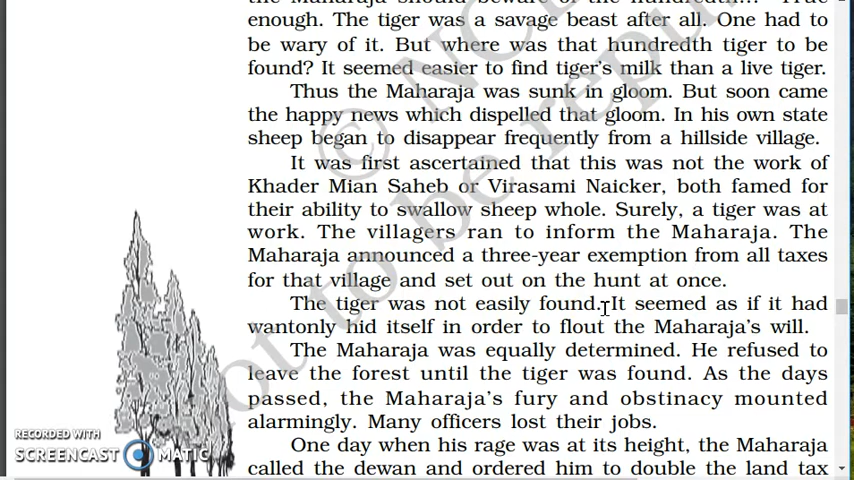 the Maharaja should beware of the hundredth... True
enough. The tiger was a savage beast after all. One had to
be wary of it. But where was that hundredth tiger to be
found? It seemed easier to find tiger's milk than a live tiger.
Thus the Maharaja was sunk in gloom. But soon came
the happy news which dispelled that gloom. In his own state
sheep began to disappear frequently from a hillside village.
It was first ascertained that this was not the work of
Khader Mian Saheb or Virasami Naicker, both famed for
their ability to swallow sheep whole. Surely, a tiger was at
work. The villagers ran to inform the Maharaja. The
Maharaja announced a three-year exemption from all taxes
for that village and set out on the hunt at once.
The tiger was not easily found. It seemed as if it had
wantonly hid itself in order to flout the Maharaja's will.
The Maharaja was equally determined. He refused to
leave the forest until the tiger was found. As the days
passed, the Maharaja's fury and obstinacy mounted
alarmingly. Many officers lost their jobs.
One day when his rage was at its height, the Maharaja
called the dewan and ordered him to double the land tax
© NC
not to be repu
RECORDED WITH
SCREENCAST MATIC